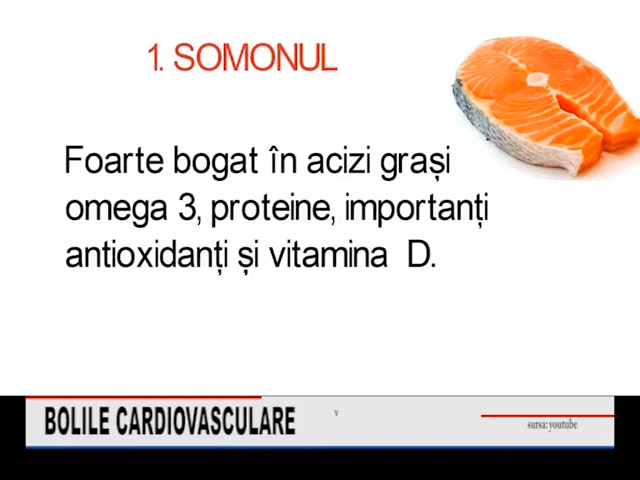 1. SOMONUL
Foarte bogat în acizi grași
omega 3, proteine, importanți
antioxidanți și vitamina D.
BOLILE CARDIOVASCULARE
v
sursa: youtube